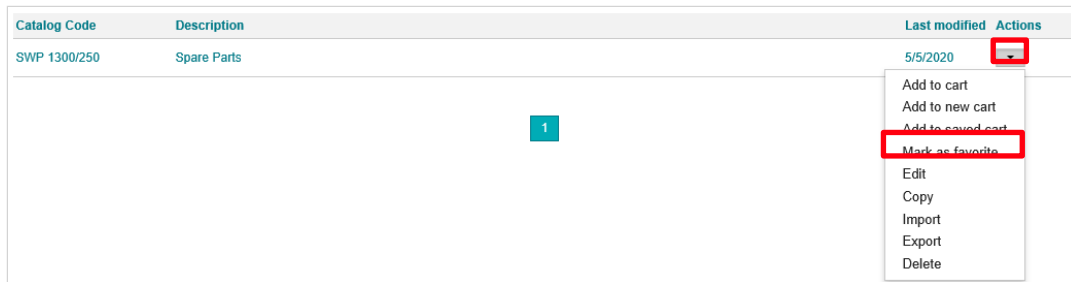 Catalog Code Description Last modified Actions
SWP 1300/250 Spare Parts 5/5/2020
Add to cart
Add to new cart
1
Add to saved cart
Mark as favorite
Edit
Copy
Import
Export
Delete